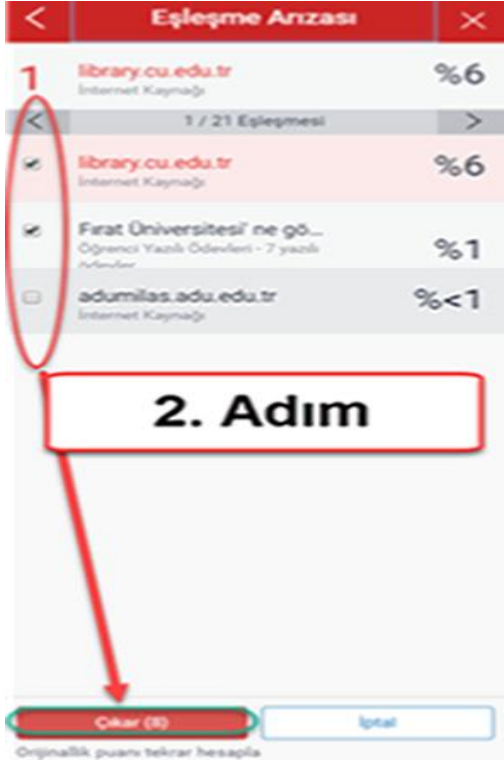 Eşleşme Arızası
1 library.cu.edu.tr %6
İnternet Kaynağı
1 / 21 Eşleşmesi
library.cu.edu.tr %6
İnternet Kaynağı
Fırat Üniversitesi' ne gö...
Öğrenci Yazılı Ödevleri - 7 yazılı
ödevler %1
adumilas.adu.edu.tr %<1
İnternet Kaynağı
2. Adım
Çıkar (8) İptal
Orijinallik puanı tekrar hesapla